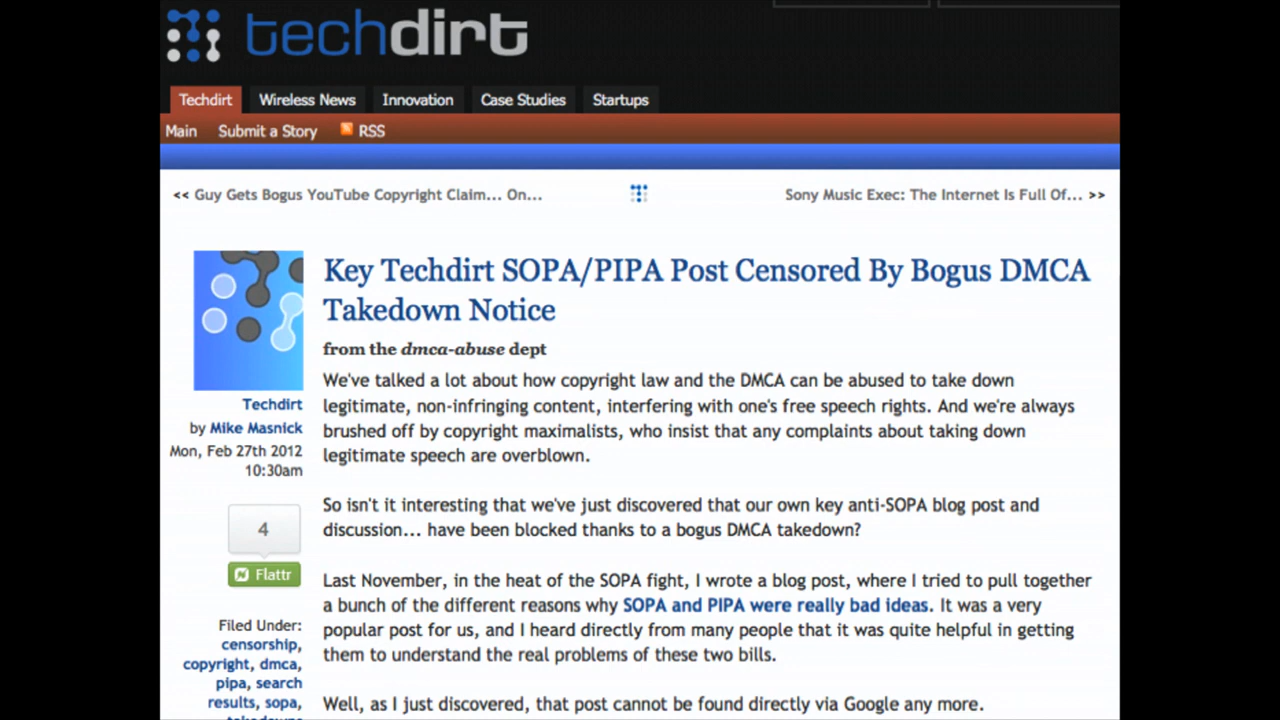 techdirt
Techdirt Wireless News Innovation Case Studies Startups
Main Submit a Story RSS
<< Guy Gets Bogus YouTube Copyright Claim... On... Sony Music Exec: The Internet Is Full Of... >>
Key Techdirt SOPA/PIPA Post Censored By Bogus DMCA
Takedown Notice
from the dmca-abuse dept
Techdirt
by Mike Masnick
Mon, Feb 27th 2012
10:30am
4
Flattr
Filed Under:
censorship,
copyright, dmca,
pipa, search
results, sopa,
takedowns
We've talked a lot about how copyright law and the DMCA can be abused to take down
legitimate, non-infringing content, interfering with one's free speech rights. And we're always
brushed off by copyright maximalists, who insist that any complaints about taking down
legitimate speech are overblown.
So isn't it interesting that we've just discovered that our own key anti-SOPA blog post and
discussion... have been blocked thanks to a bogus DMCA takedown?
Last November, in the heat of the SOPA fight, I wrote a blog post, where I tried to pull together
a bunch of the different reasons why SOPA and PIPA were really bad ideas. It was a very
popular post for us, and I heard directly from many people that it was quite helpful in getting
them to understand the real problems of these two bills.
Well, as I just discovered, that post cannot be found directly via Google any more.